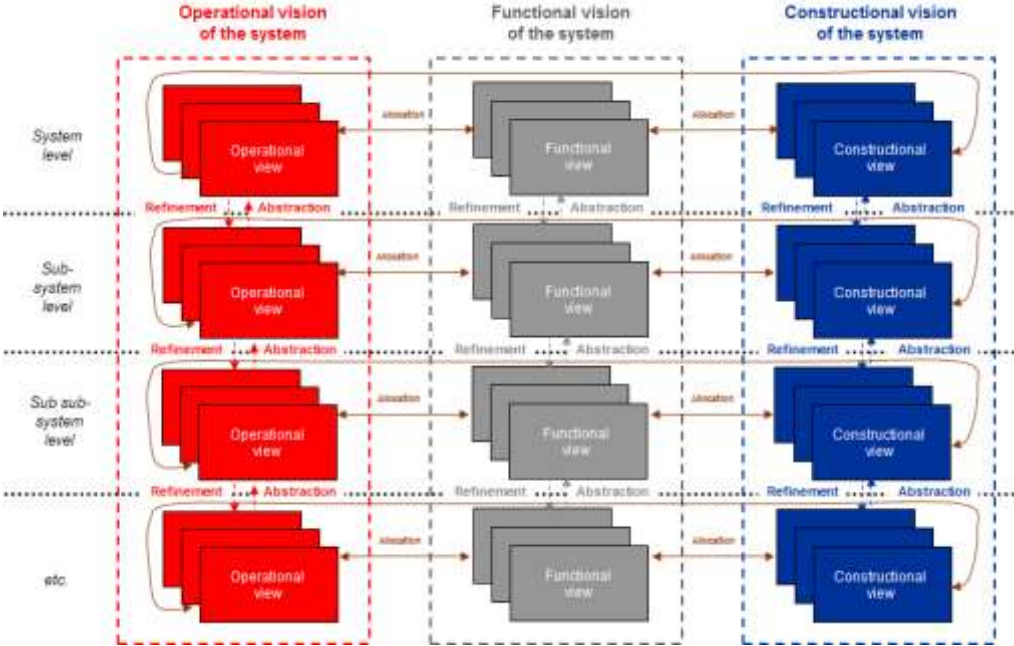 Operational vision
of the system
Functional vision
of the system
Constructional vision
of the system
System
level
Operational
view
Allocation
Functional
view
Allocation
Constructional
view
Refinement
Abstraction
Refinement
Abstraction
Refinement
Abstraction
Sub-
system
level
Operational
view
Allocation
Functional
view
Allocation
Constructional
view
Refinement
Abstraction
Refinement
Abstraction
Refinement
Abstraction
Sub sub-
system
level
Operational
view
Allocation
Functional
view
Allocation
Constructional
view
Refinement
Abstraction
Refinement
Abstraction
Refinement
Abstraction
etc.
Operational
view
Allocation
Functional
view
Allocation
Constructional
view